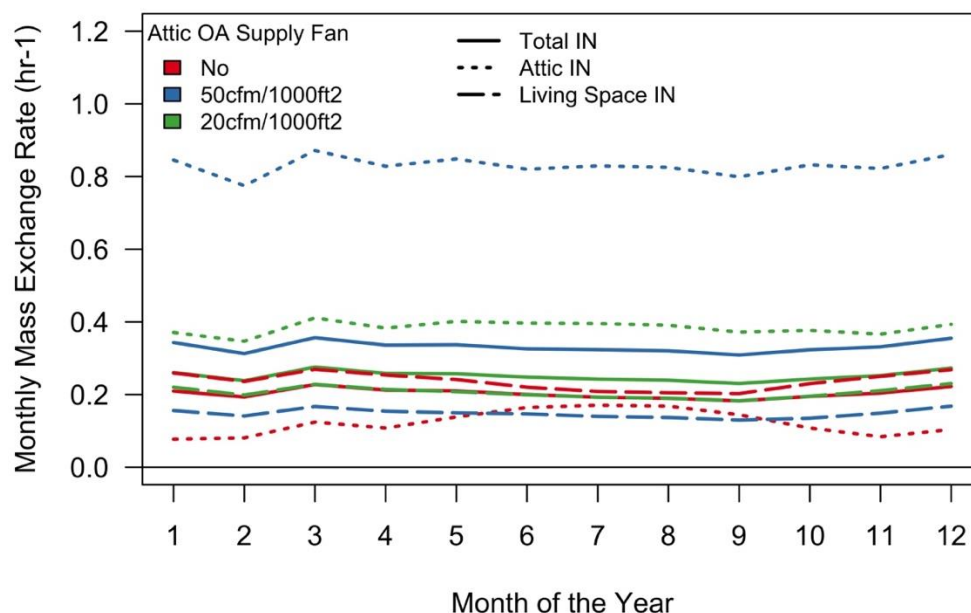 Monthly Mass Exchange Rate (hr-1)
1.2
1.0
0.8
0.6
0.4
0.2
0.0
Attic OA Supply Fan
No
50cfm/1000ft2
20cfm/1000ft2
Total IN
Attic IN
Living Space IN
1 2 3 4 5 6 7 8 9 10 11 12
Month of the Year